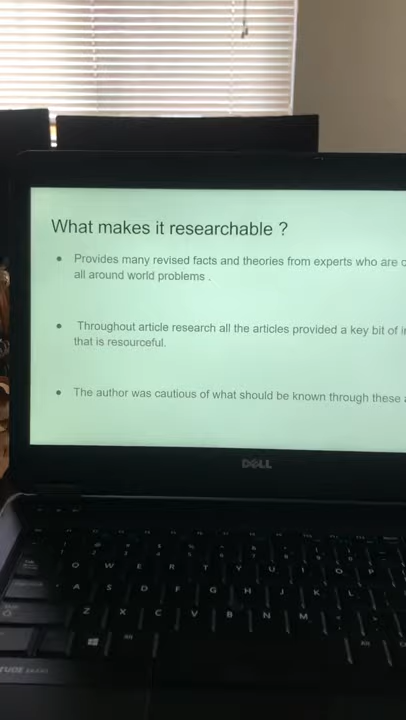 What makes it researchable ?
• Provides many revised facts and theories from experts who are
all around world problems .
• Throughout article research all the articles provided a key bit of
that is resourceful.
• The author was cautious of what should be known through these
DELL
Q W E R T Y U I O P
A S D F G H J K L
Z X C V B N M
Alt Alt